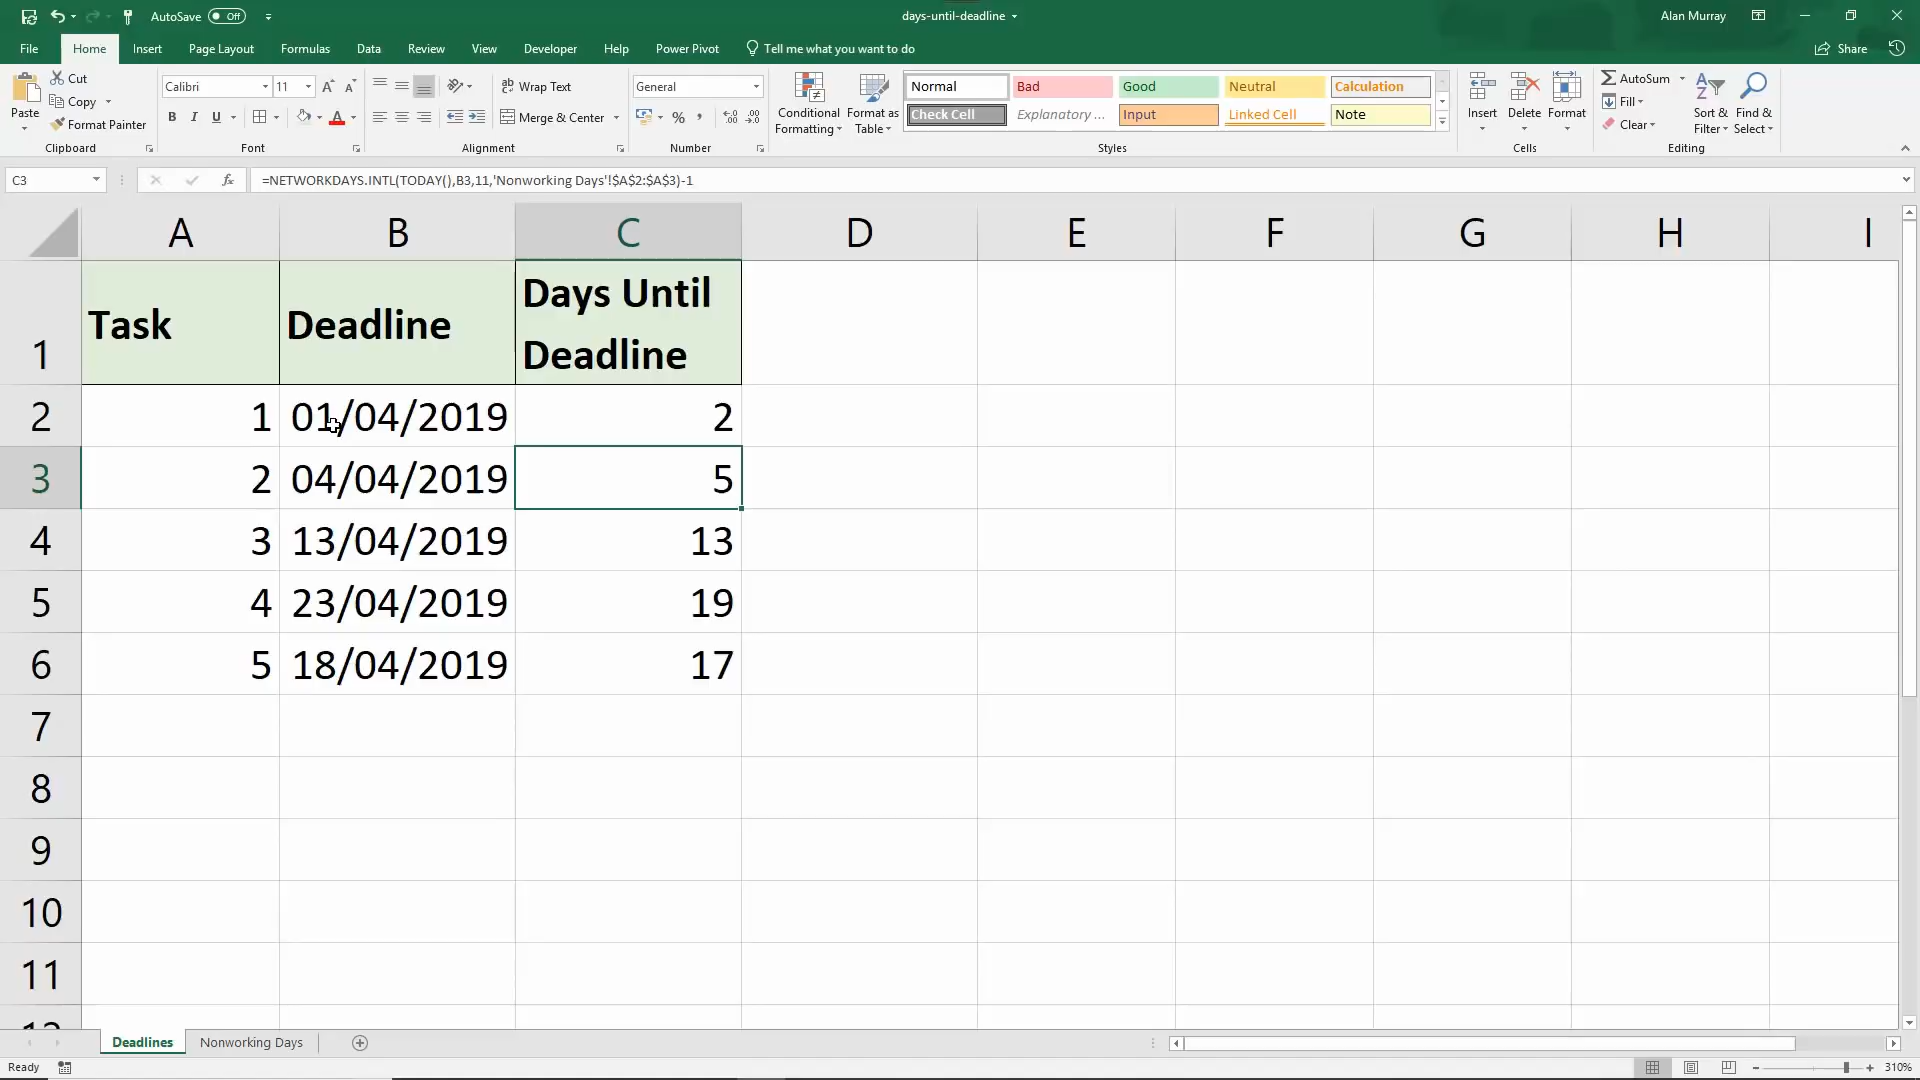 AutoSave Off days-until-deadline Alan Murray
File Home Insert Page Layout Formulas Data Review View Developer Help Power Pivot Tell me what you want to do Share
Paste
Cut
Copy
Format Painter
Clipboard
Calibri 11
B I U
Font
Wrap Text
Merge & Center
Alignment
General
%
Number
Conditional Formatting
Format as Table
Normal Bad Good Neutral Calculation
Check Cell Explanatory ... Input Linked Cell Note
Styles
Insert Delete Format
Cells
AutoSum
Fill
Clear
Sort & Filter
Find & Select
Editing
C3 fx =NETWORKDAYS.INTL(TODAY(),B3,11,'Nonworking Days'!$A$2:$A$3)-1
A B C D E F G H I
1 Task Deadline Days Until Deadline
2 1 01/04/2019 2
3 2 04/04/2019 5
4 3 13/04/2019 13
5 4 23/04/2019 19
6 5 18/04/2019 17
7
8
9
10
11
12
Deadlines Nonworking Days
Ready 310%